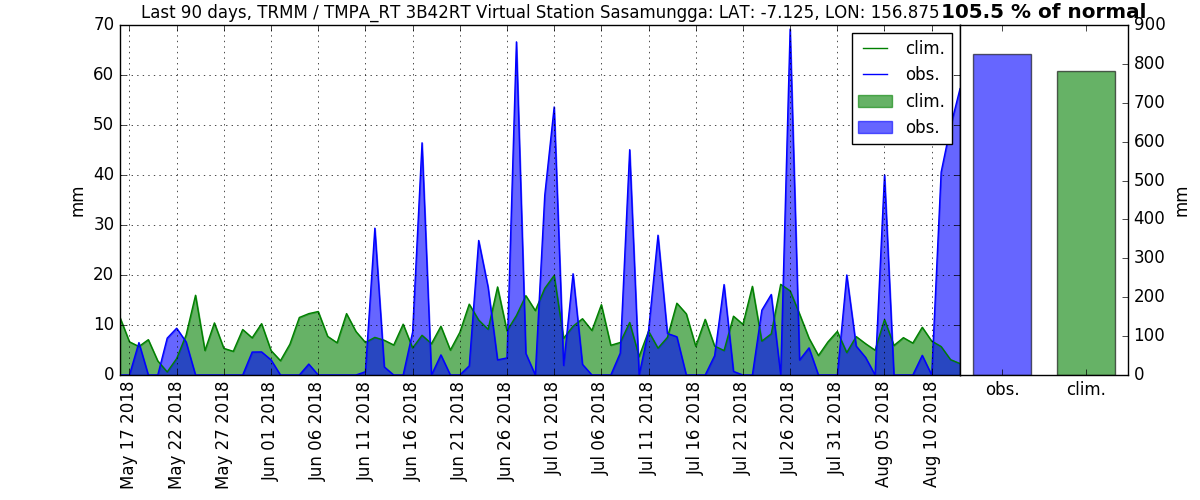 Last 90 days, TRMM / TMPA_RT 3B42RT Virtual Station Sasamungga: LAT: -7.125, LON: 156.875
105.5 % of normal
70
60
50
40
30
20
10
0
mm
clim.
obs.
clim.
obs.
900
800
700
600
500
400
300
200
100
0
mm
May 17 2018
May 22 2018
May 27 2018
Jun 01 2018
Jun 06 2018
Jun 11 2018
Jun 16 2018
Jun 21 2018
Jun 26 2018
Jul 01 2018
Jul 06 2018
Jul 11 2018
Jul 16 2018
Jul 21 2018
Jul 26 2018
Jul 31 2018
Aug 05 2018
Aug 10 2018
obs.
clim.